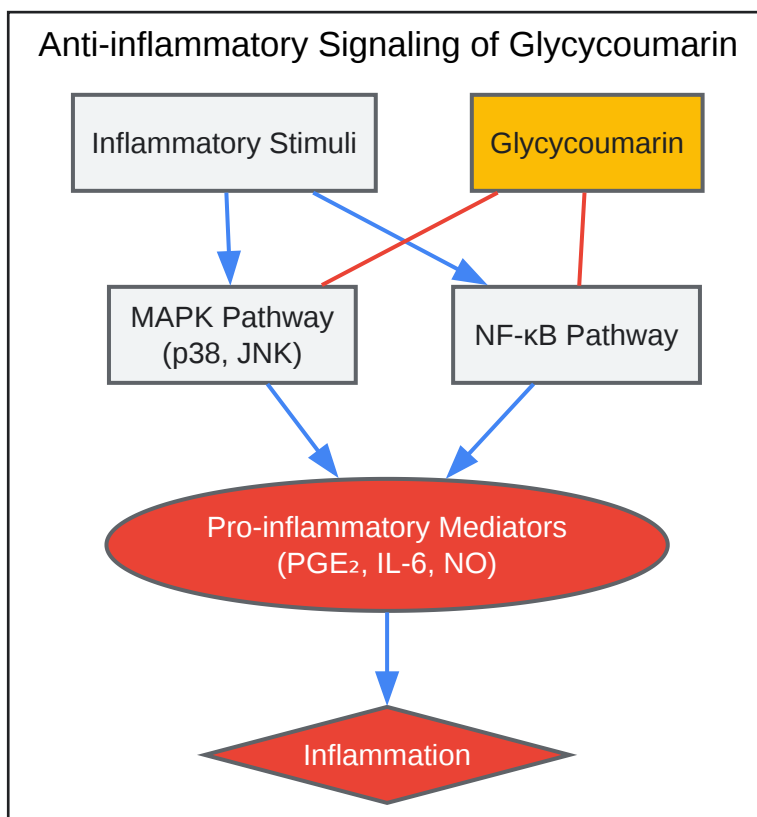 Anti-inflammatory Signaling of Glycycoumarin
Inflammatory Stimuli
Glycycoumarin
MAPK Pathway
(p38, JNK)
NF-κB Pathway
Pro-inflammatory Mediators
(PGE₂, IL-6, NO)
Inflammation